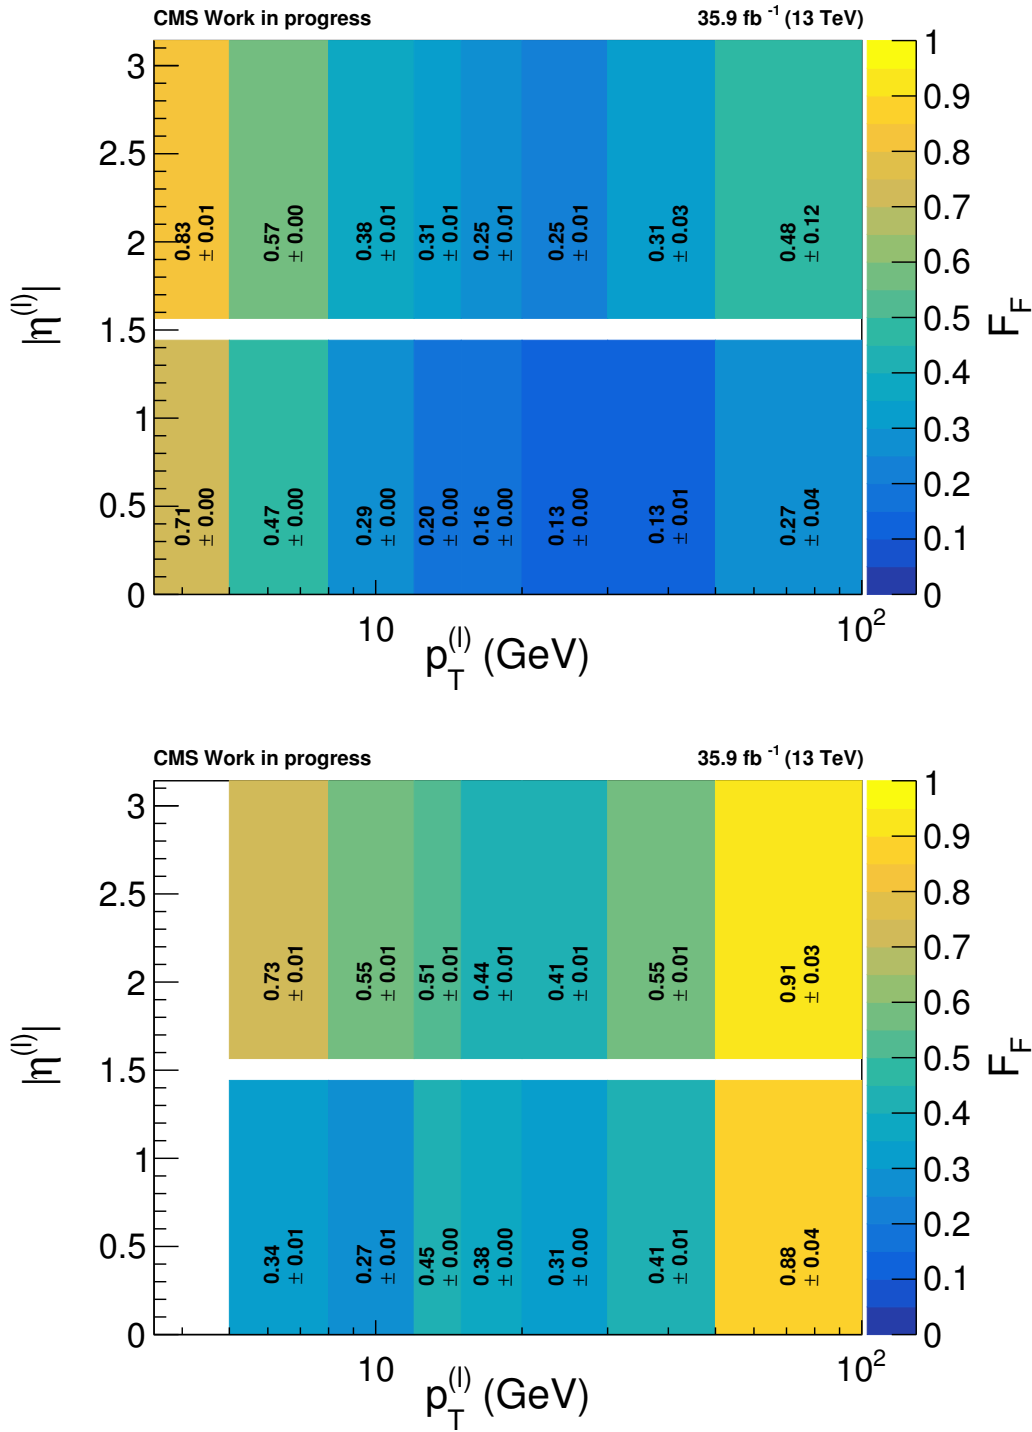 CMS Work in progress 35.9 fb⁻¹ (13 TeV)
|η⁽ˡ⁾|
3
2.5
2
1.5
1
0.5
0
0.83 ± 0.01
0.57 ± 0.00
0.38 ± 0.01
0.31 ± 0.01
0.25 ± 0.01
0.25 ± 0.01
0.31 ± 0.03
0.48 ± 0.12
0.71 ± 0.00
0.47 ± 0.00
0.29 ± 0.00
0.20 ± 0.00
0.16 ± 0.00
0.13 ± 0.00
0.13 ± 0.01
0.27 ± 0.04
10 10²
p_T^(l) (GeV)
1
0.9
0.8
0.7
0.6
0.5
0.4
0.3
0.2
0.1
0
F_F
CMS Work in progress 35.9 fb⁻¹ (13 TeV)
|η⁽ˡ⁾|
3
2.5
2
1.5
1
0.5
0
0.73 ± 0.01
0.55 ± 0.01
0.51 ± 0.01
0.44 ± 0.01
0.41 ± 0.01
0.55 ± 0.01
0.91 ± 0.03
0.34 ± 0.01
0.27 ± 0.01
0.45 ± 0.00
0.38 ± 0.00
0.31 ± 0.00
0.41 ± 0.01
0.88 ± 0.04
10 10²
p_T^(l) (GeV)
1
0.9
0.8
0.7
0.6
0.5
0.4
0.3
0.2
0.1
0
F_F